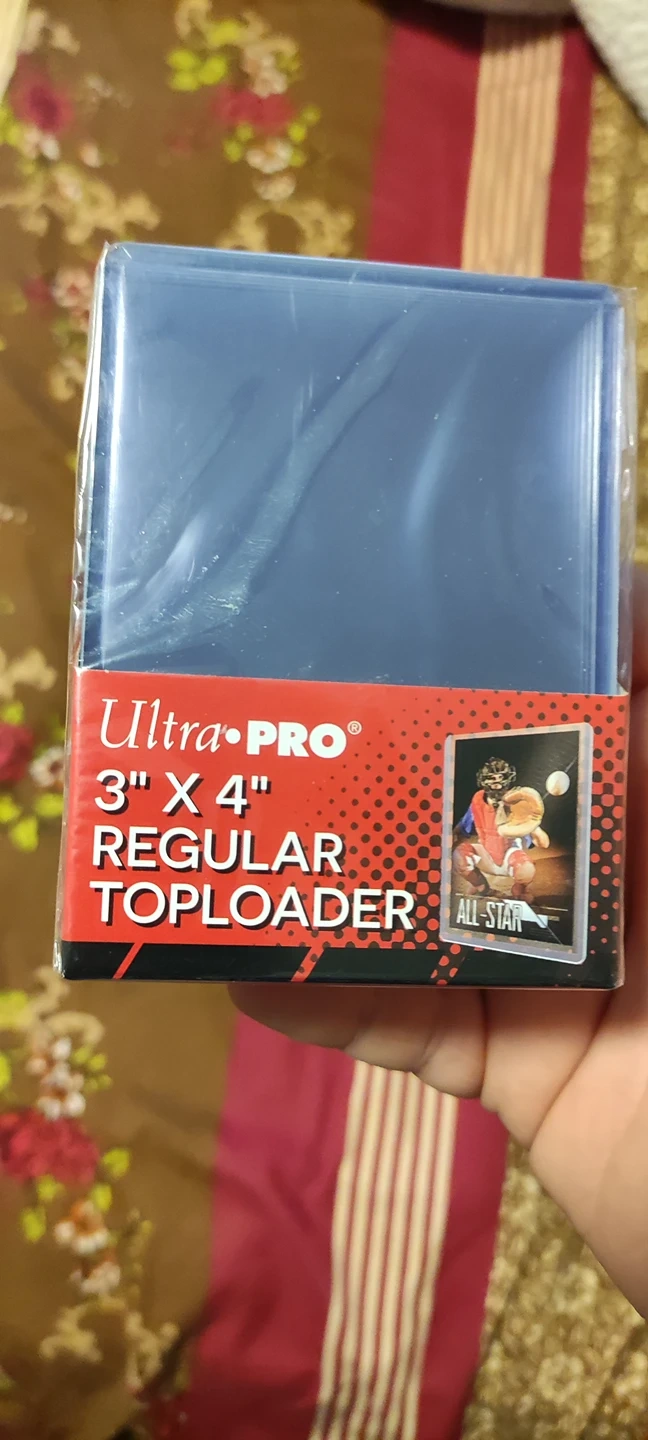 Ultra•PRO®
3" X 4"
REGULAR
TOPLOADER
ALL-STAR